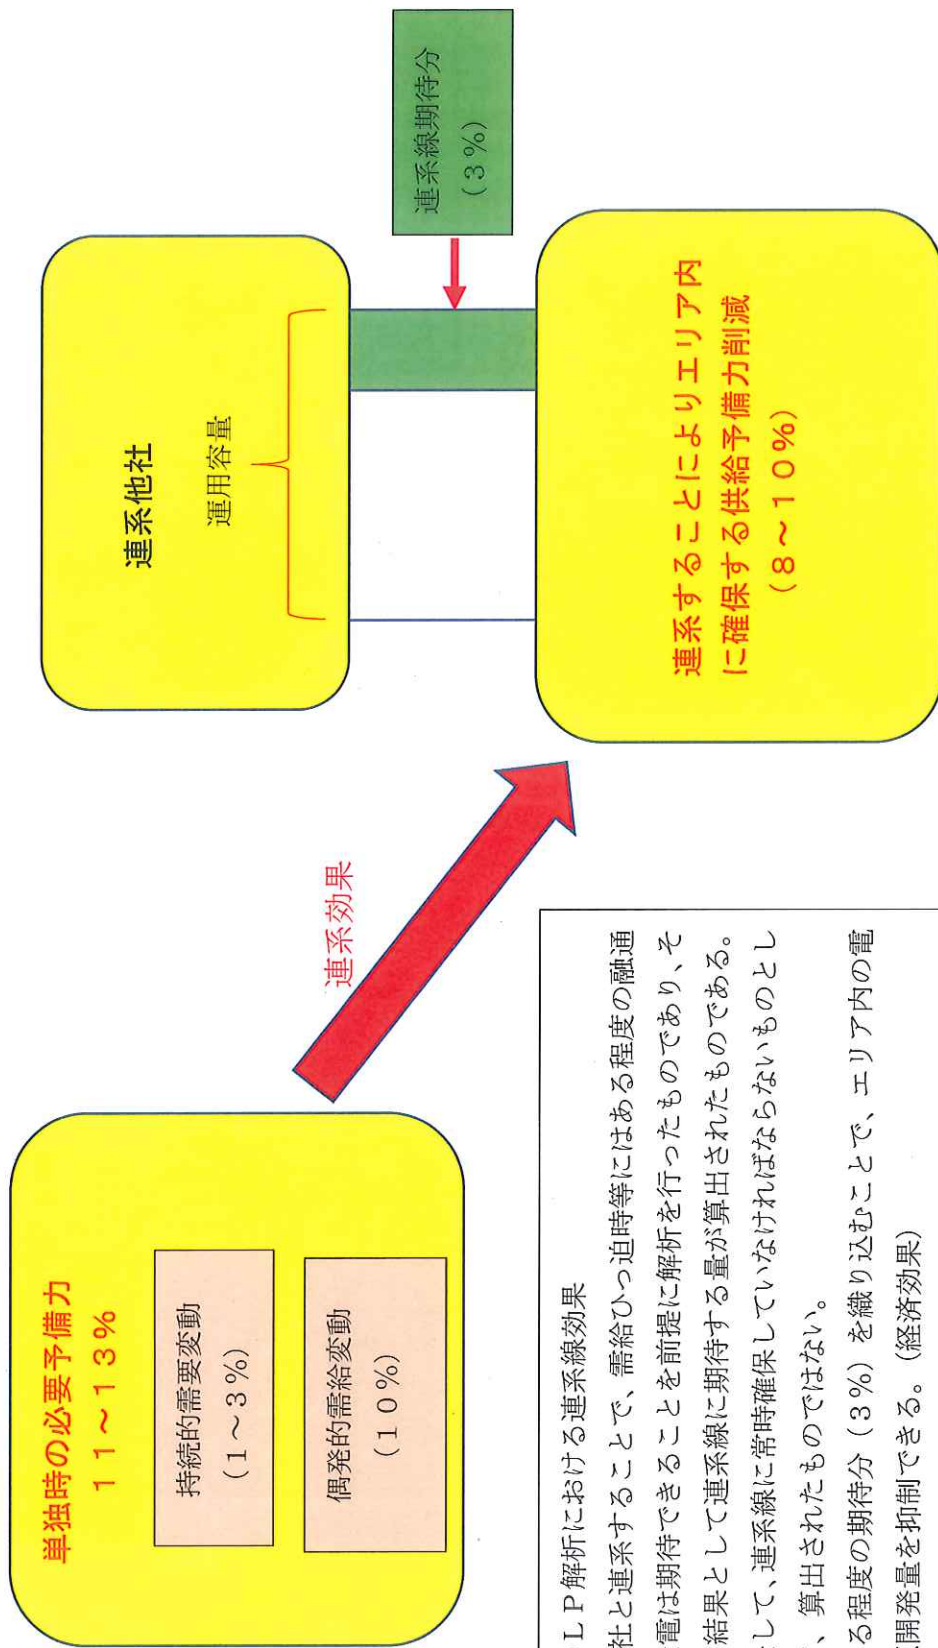 単独時の必要予備力
11~13%
持続的需要変動
(1~3%)
偶発的需給変動
(10%)
連系効果
連系他社
運用容量
連系線期待分
(3%)
連系することによりエリア内
に確保する供給予備力削減
(8~10%)
LP解析における連系線効果
社と連系することで、需給ひっ迫時等にはある程度の融通
電は期待できることを前提に解析を行ったものであり、そ
結果として連系線に期待する量が算出されたものである。
して、連系線に常時確保していなければならないものとし
、算出されたものではない。
る程度の期待分(3%)を織り込むことで、エリア内の電
開発量を抑制できる。(経済効果)